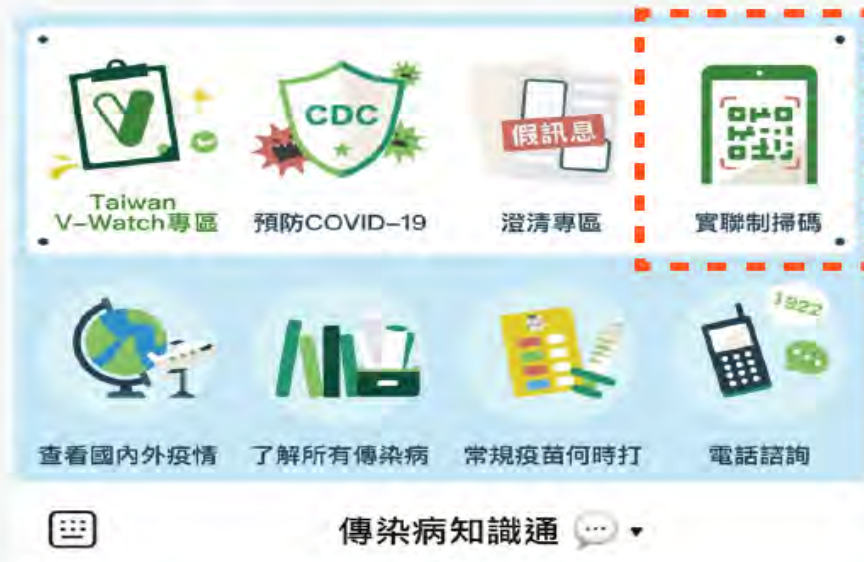 CDC
假訊息
Taiwan
V-Watch專區
預防COVID-19
澄清專區
實聯制掃碼
1922
查看國內外疫情
了解所有傳染病
常規疫苗何時打
電話諮詢
傳染病知識通